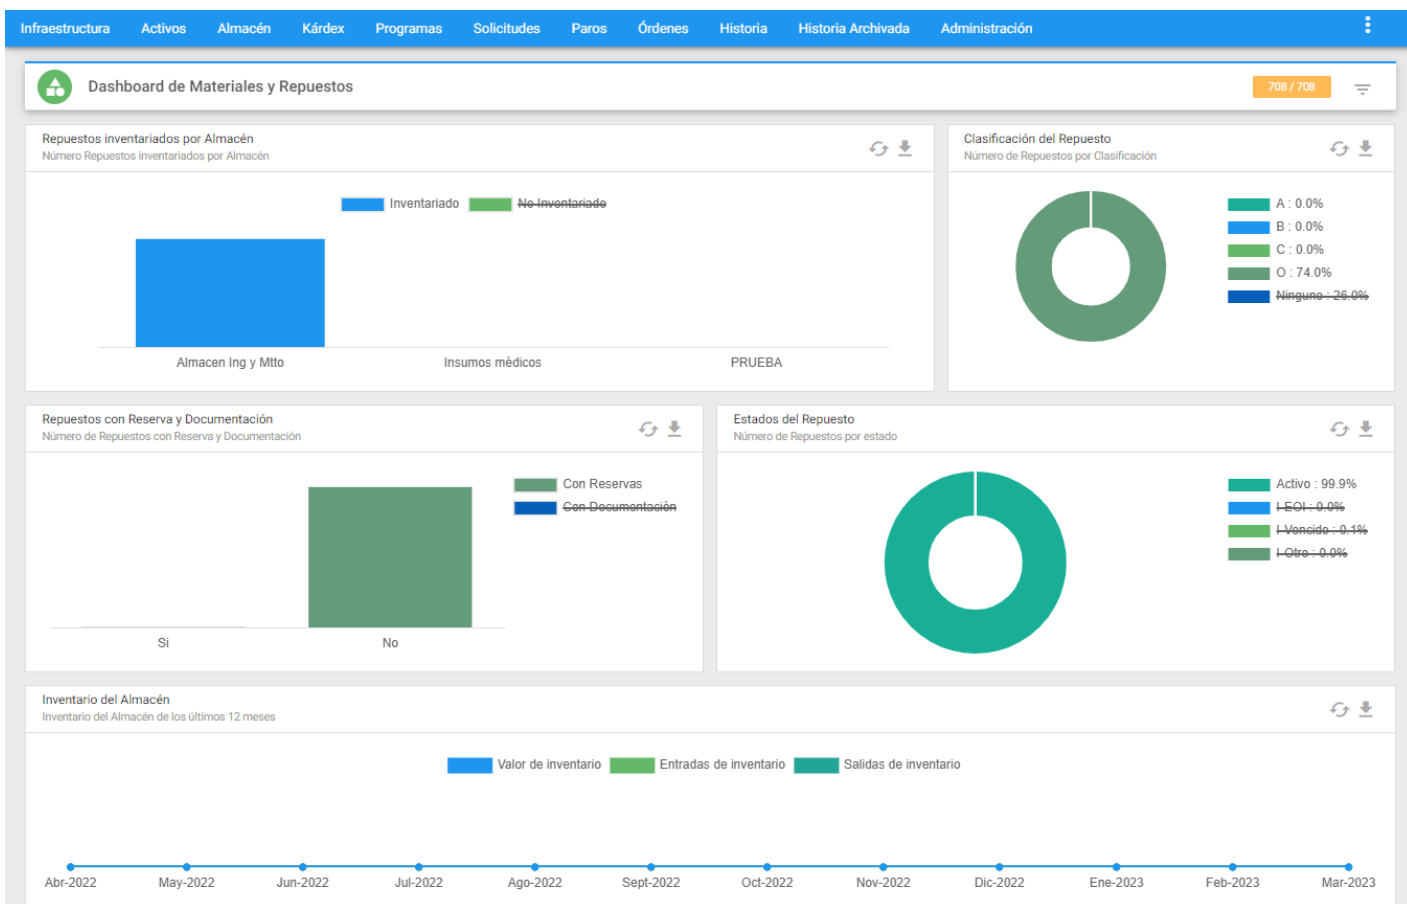 Infraestructura Activos Almacén Kárdex Programas Solicitudes Paros Órdenes Historia Historia Archivada Administración
Dashboard de Materiales y Repuestos
708 / 708
Repuestos inventariados por Almacén
Número Repuestos inventariados por Almacén
Inventariado No Inventariado
Almacen Ing y Mtto Insumos médicos PRUEBA
Clasificación del Repuesto
Número de Repuestos por Clasificación
A : 0.0%
B : 0.0%
C : 0.0%
O : 74.0%
Ninguno : 26.0%
Repuestos con Reserva y Documentación
Número de Repuestos con Reserva y Documentación
Con Reservas
Con Documentación
Si No
Estados del Repuesto
Número de Repuestos por estado
Activo : 99.9%
I-EOI : 0.0%
I-Vencido : 0.1%
I-Otro : 0.0%
Inventario del Almacén
Inventario del Almacén de los últimos 12 meses
Valor de inventario Entradas de inventario Salidas de inventario
Abr-2022 May-2022 Jun-2022 Jul-2022 Ago-2022 Sept-2022 Oct-2022 Nov-2022 Dic-2022 Ene-2023 Feb-2023 Mar-2023